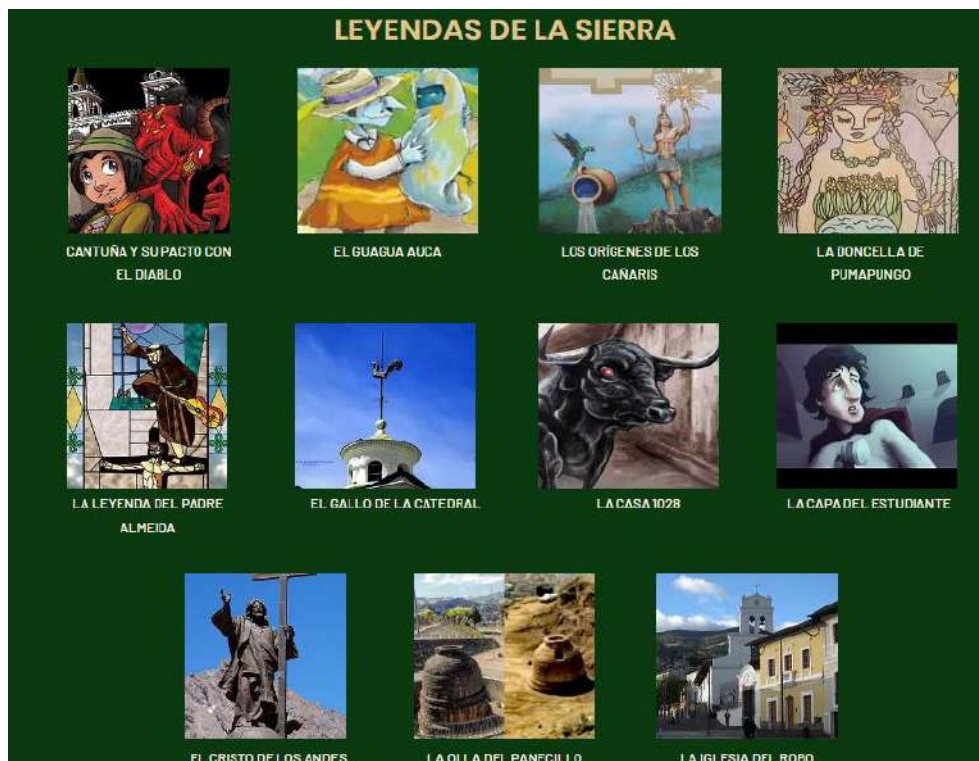 LEYENDAS DE LA SIERRA
CANTUÑA Y SU PACTO CON
EL DIABLO
EL GUAGUA AUCA
LOS ORÍGENES DE LOS
CAÑARIS
LA DONCELLA DE
PUMAPUNGO
LA LEYENDA DEL PADRE
ALMEIDA
EL GALLO DE LA CATEDRAL
LA CASA 1028
LA CAPA DEL ESTUDIANTE
EL CRISTO DE LOS ANDES
LA OLLA DEL PANECILLO
LA IGLESIA DEL ROBO